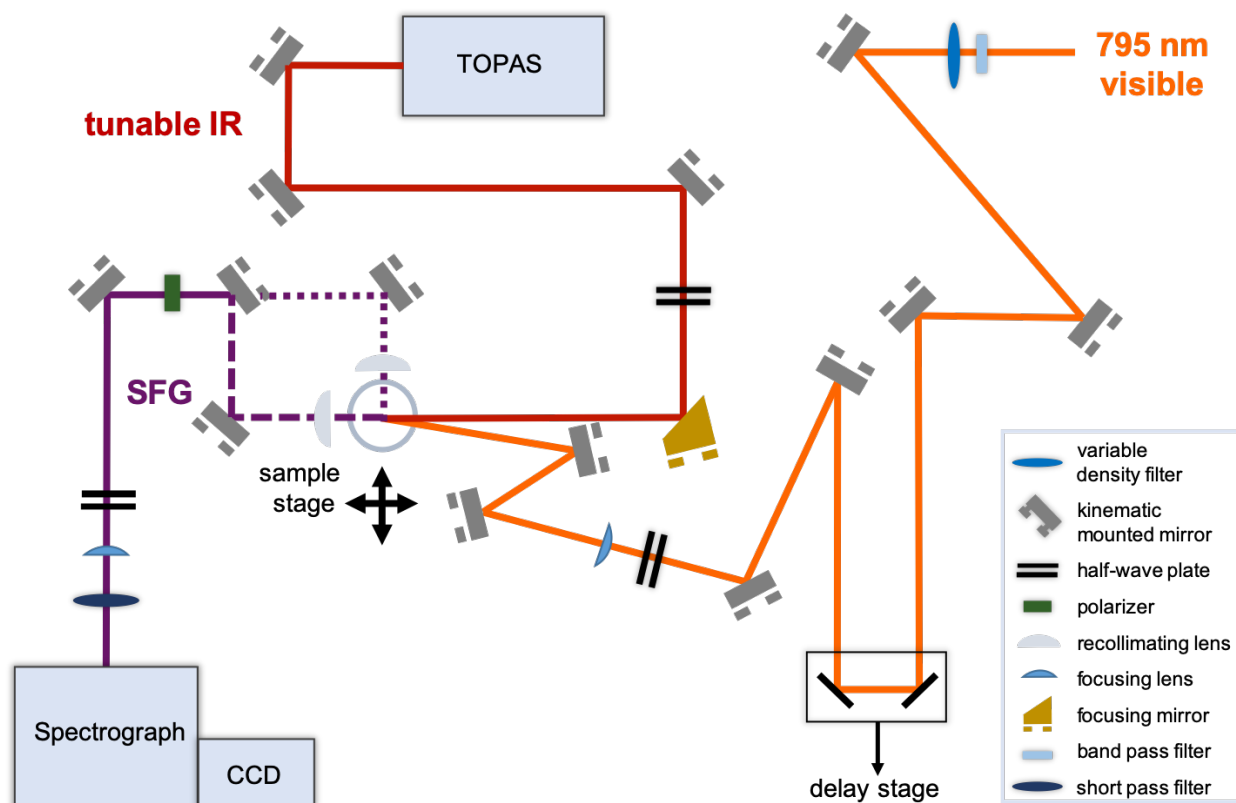 TOPAS
795 nm
visible
tunable IR
SFG
sample
stage
Spectrograph
CCD
delay stage
variable
density filter
kinematic
mounted mirror
half-wave plate
polarizer
recollimating lens
focusing lens
focusing mirror
band pass filter
short pass filter